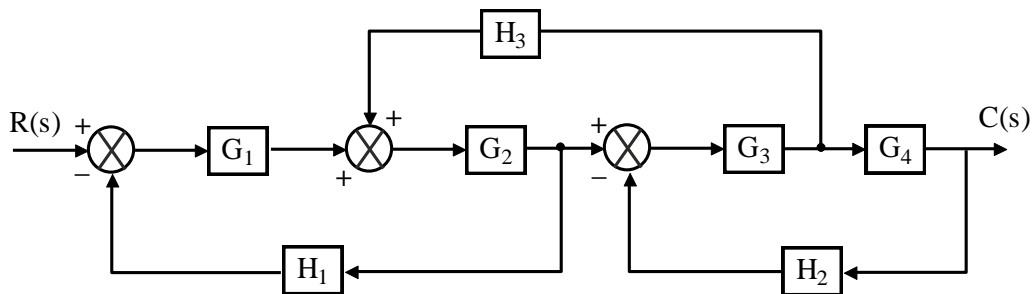 H₃
R(s) + + + C(s)
G₁ G₂ G₃ G₄
− + −
H₁ H₂